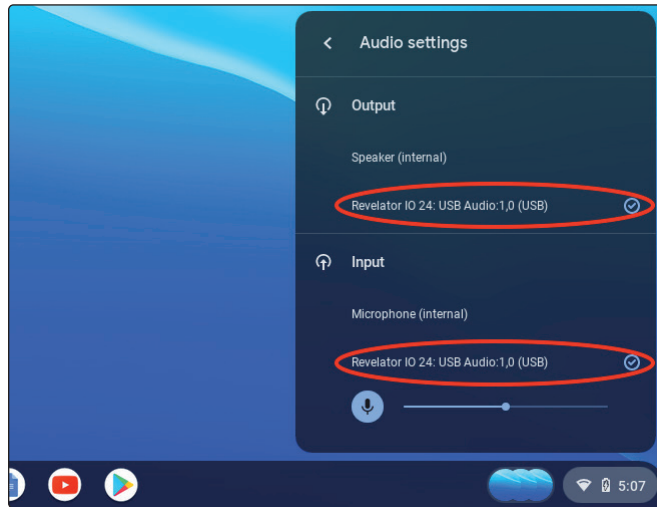 Audio settings
Output
Speaker (internal)
Revelator IO 24: USB Audio:1,0 (USB)
Input
Microphone (internal)
Revelator IO 24: USB Audio:1,0 (USB)
5:07